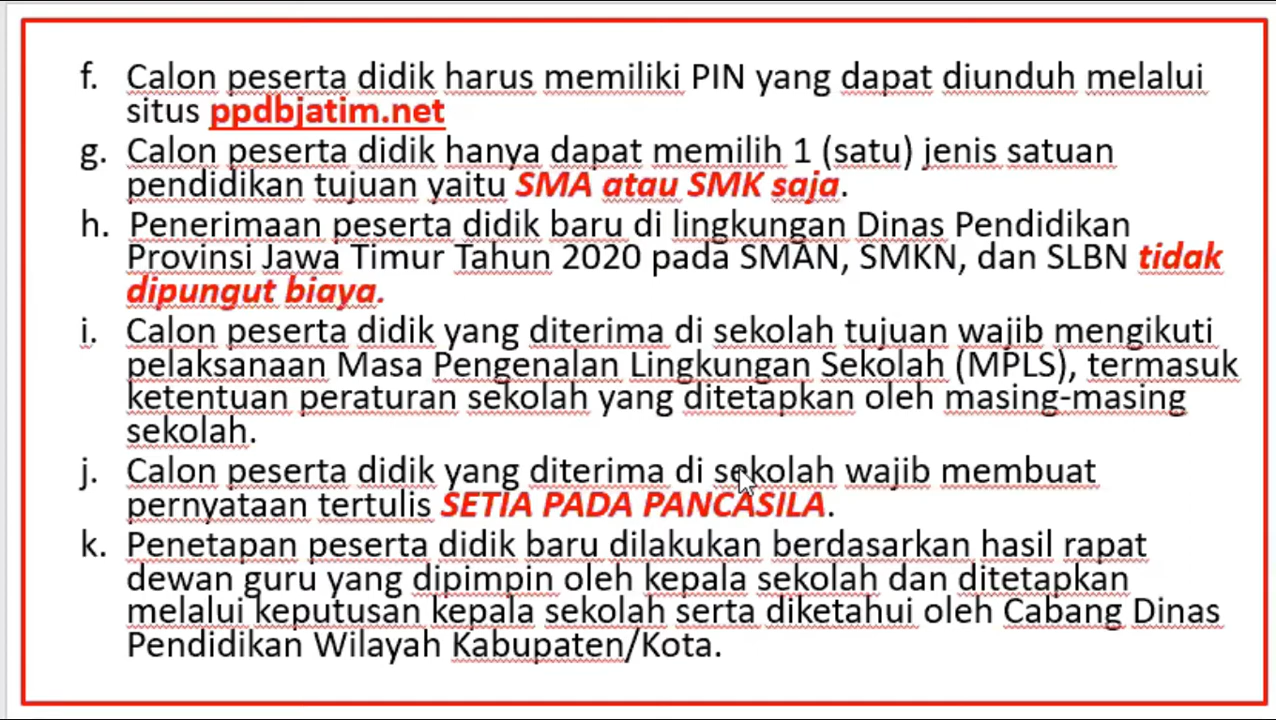 f. Calon peserta didik harus memiliki PIN yang dapat diunduh melalui
situs ppdbjatim.net
g. Calon peserta didik hanya dapat memilih 1 (satu) jenis satuan
pendidikan tujuan yaitu SMA atau SMK saja.
h. Penerimaan peserta didik baru di lingkungan Dinas Pendidikan
Provinsi Jawa Timur Tahun 2020 pada SMAN, SMKN, dan SLBN tidak
dipungut biaya.
i. Calon peserta didik yang diterima di sekolah tujuan wajib mengikuti
pelaksanaan Masa Pengenalan Lingkungan Sekolah (MPLS), termasuk
ketentuan peraturan sekolah yang ditetapkan oleh masing-masing
sekolah.
j. Calon peserta didik yang diterima di sekolah wajib membuat
pernyataan tertulis SETIA PADA PANCASILA.
k. Penetapan peserta didik baru dilakukan berdasarkan hasil rapat
dewan guru yang dipimpin oleh kepala sekolah dan ditetapkan
melalui keputusan kepala sekolah serta diketahui oleh Cabang Dinas
Pendidikan Wilayah Kabupaten/Kota.